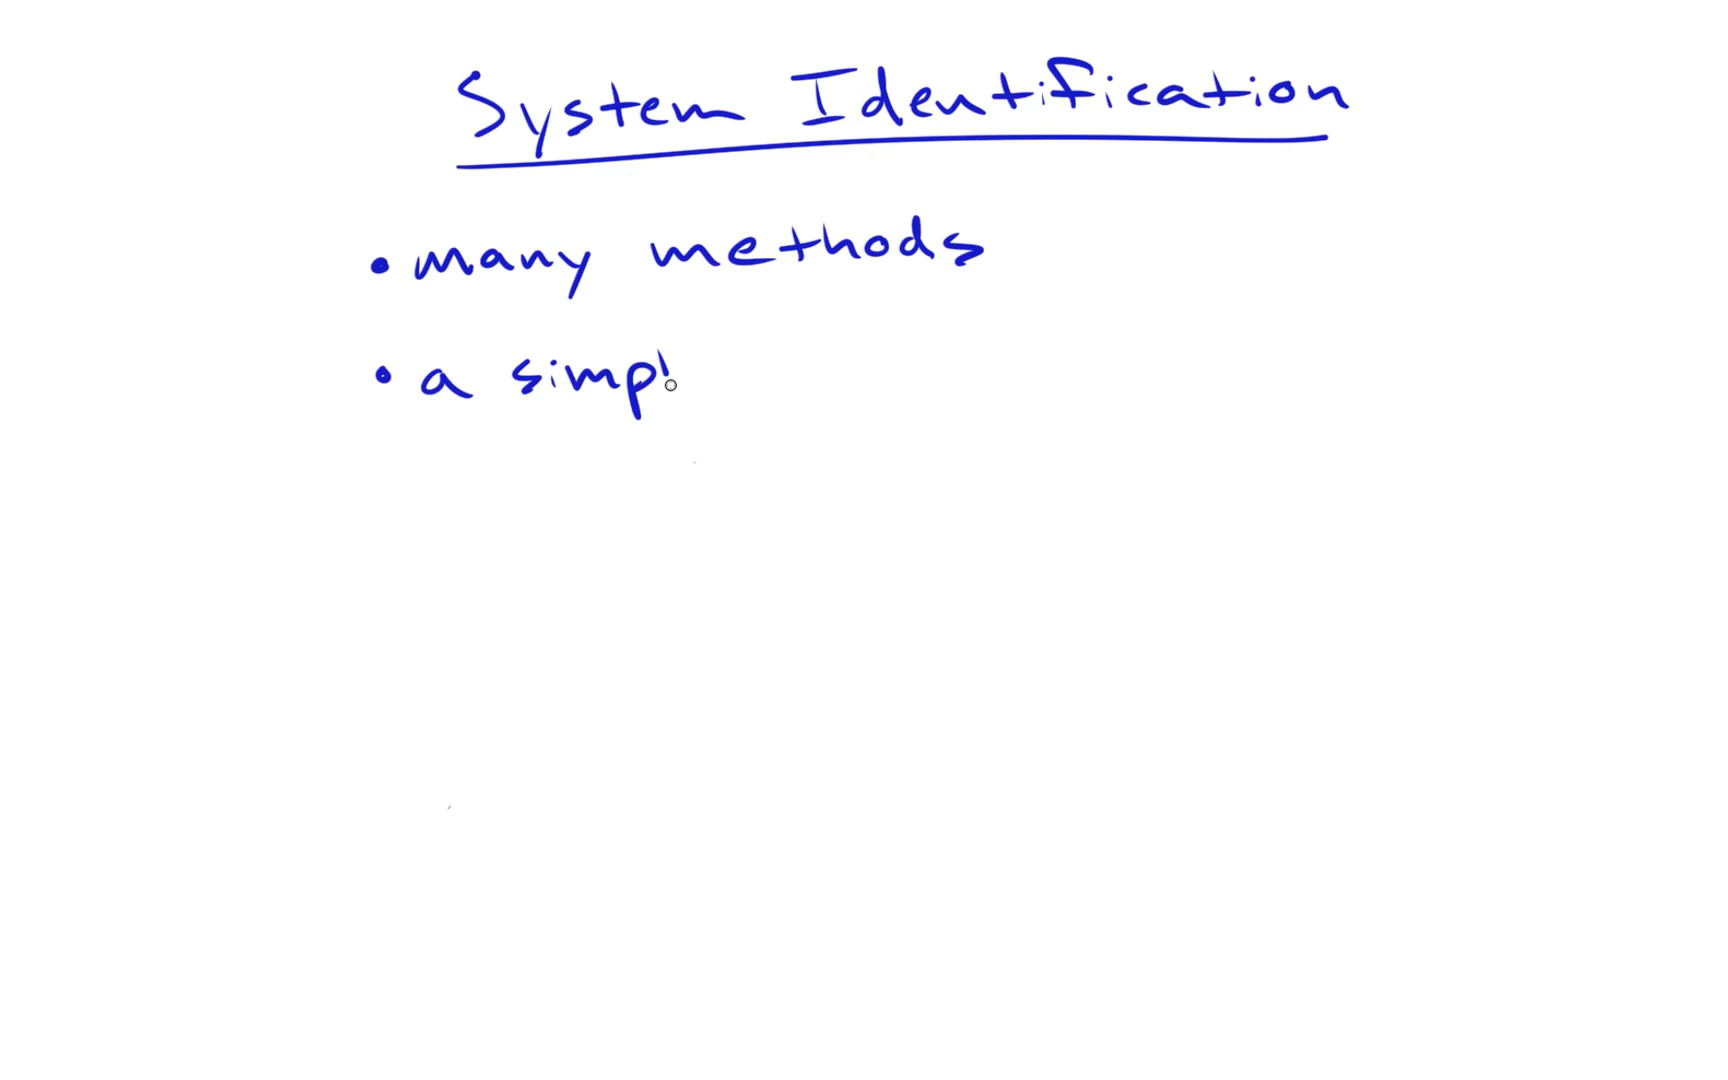 System Identification
• many methods
• a simpl